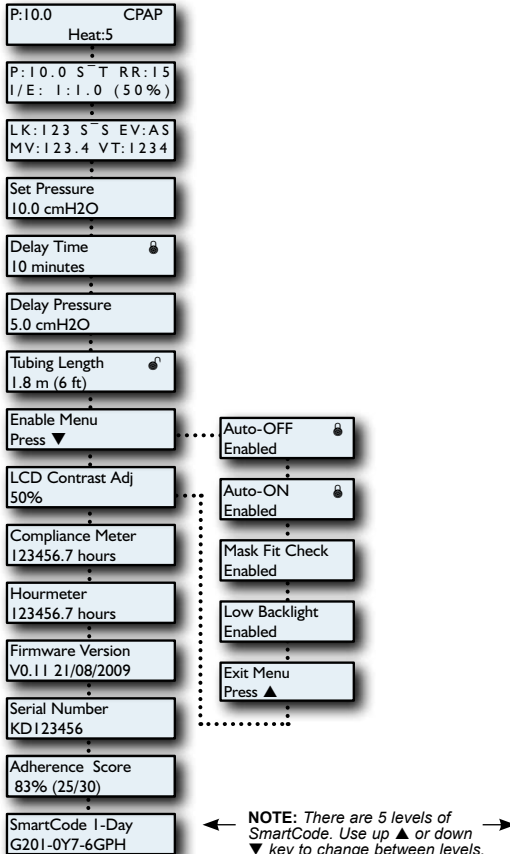 P:10.0 CPAP
Heat:5
P:10.0 S¯T RR:15
I/E: 1:1.0 (50%)
LK:123 S¯S EV:AS
MV:123.4 VT:1234
Set Pressure
10.0 cmH2O
Delay Time
10 minutes
Delay Pressure
5.0 cmH2O
Tubing Length
1.8 m (6 ft)
Enable Menu
Press ▼
LCD Contrast Adj
50%
Compliance Meter
123456.7 hours
Hourmeter
123456.7 hours
Firmware Version
V0.11 21/08/2009
Serial Number
KD123456
Adherence Score
83% (25/30)
SmartCode 1-Day
G201-0Y7-6GPH
Auto-OFF
Enabled
Auto-ON
Enabled
Mask Fit Check
Enabled
Low Backlight
Enabled
Exit Menu
Press ▲
NOTE: There are 5 levels of
SmartCode. Use up ▲ or down
▼ key to change between levels.